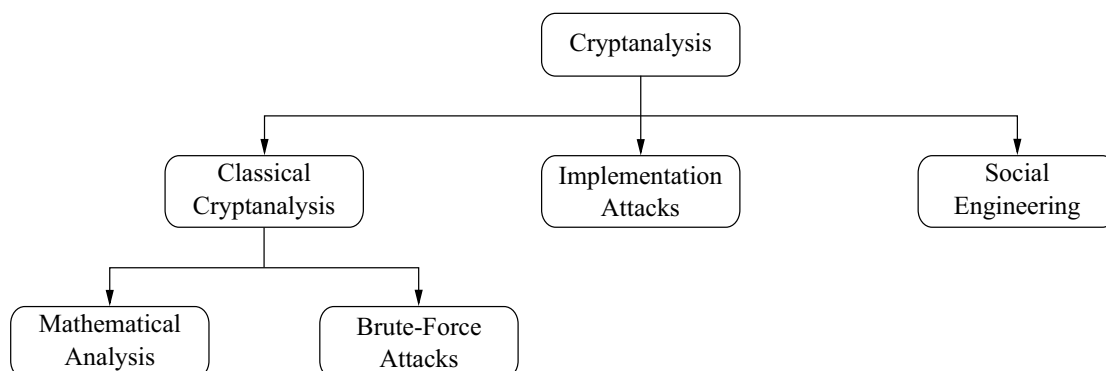 Cryptanalysis
Classical
Cryptanalysis
Implementation
Attacks
Social
Engineering
Mathematical
Analysis
Brute-Force
Attacks